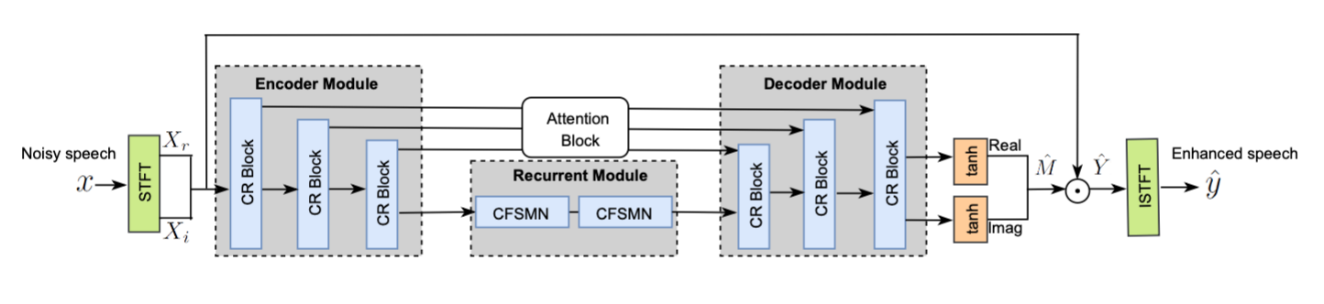 Noisy speech
x
STFT
X_r
X_i
Encoder Module
CR Block
CR Block
CR Block
Attention
Block
Recurrent Module
CFSMN
CFSMN
Decoder Module
CR Block
CR Block
CR Block
tanh
Real
tanh
Imag
M̂
Ŷ
ISTFT
Enhanced speech
ŷ